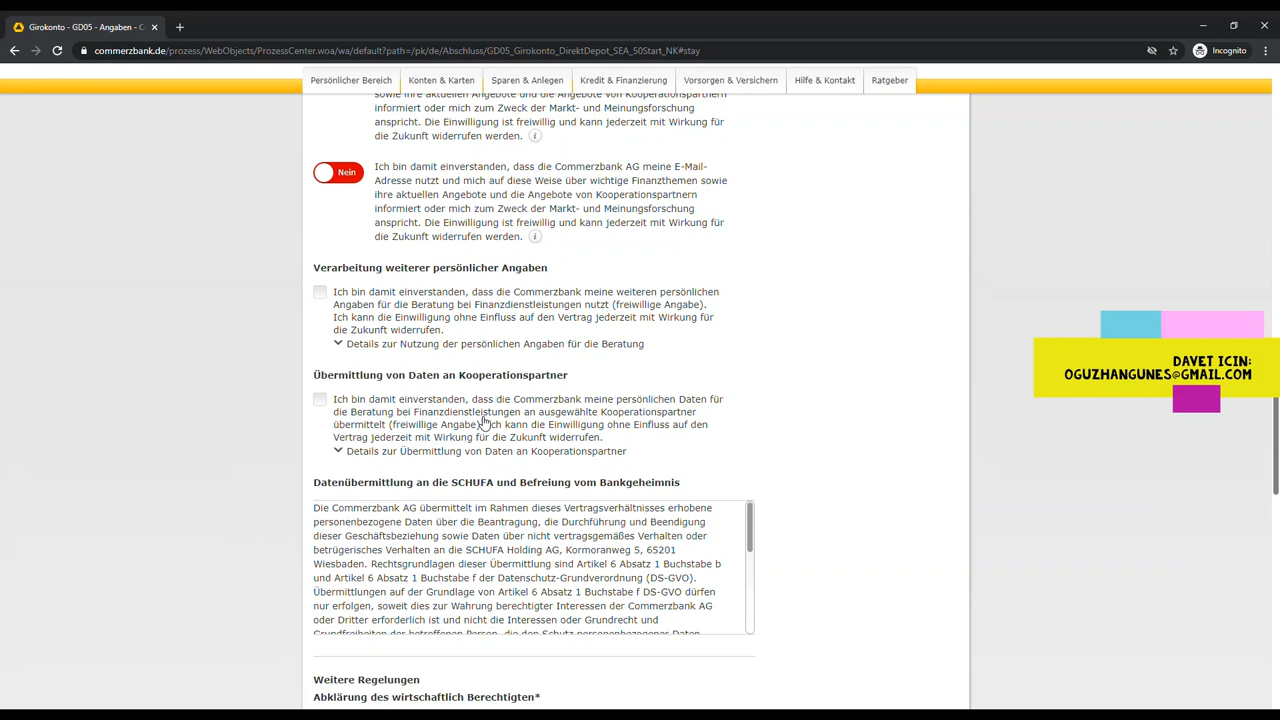 Girokonto - GD05 - Angaben - C
commerzbank.de/prozess/WebObjects/ProzessCenter.woa/wa/default?path=/pk/de/Abschluss/GD05_Girokonto_DirektDepot_SEA_50Start_NK#stay
Incognito
Persönlicher Bereich
Konten & Karten
Sparen & Anlegen
Kredit & Finanzierung
Vorsorgen & Versichern
Hilfe & Kontakt
Ratgeber
sowie ihre aktuellen Angebote und die Angebote von Kooperationspartnern
informiert oder mich zum Zweck der Markt- und Meinungsforschung
anspricht. Die Einwilligung ist freiwillig und kann jederzeit mit Wirkung für
die Zukunft widerrufen werden. i
Nein
Ich bin damit einverstanden, dass die Commerzbank AG meine E-Mail-
Adresse nutzt und mich auf diese Weise über wichtige Finanzthemen sowie
ihre aktuellen Angebote und die Angebote von Kooperationspartnern
informiert oder mich zum Zweck der Markt- und Meinungsforschung
anspricht. Die Einwilligung ist freiwillig und kann jederzeit mit Wirkung für
die Zukunft widerrufen werden. i
Verarbeitung weiterer persönlicher Angaben
Ich bin damit einverstanden, dass die Commerzbank meine weiteren persönlichen
Angaben für die Beratung bei Finanzdienstleistungen nutzt (freiwillige Angabe).
Ich kann die Einwilligung ohne Einfluss auf den Vertrag jederzeit mit Wirkung für
die Zukunft widerrufen.
Details zur Nutzung der persönlichen Angaben für die Beratung
Übermittlung von Daten an Kooperationspartner
Ich bin damit einverstanden, dass die Commerzbank meine persönlichen Daten für
die Beratung bei Finanzdienstleistungen an ausgewählte Kooperationspartner
übermittelt (freiwillige Angabe). Ich kann die Einwilligung ohne Einfluss auf den
Vertrag jederzeit mit Wirkung für die Zukunft widerrufen.
Details zur Übermittlung von Daten an Kooperationspartner
Datenübermittlung an die SCHUFA und Befreiung vom Bankgeheimnis
Die Commerzbank AG übermittelt im Rahmen dieses Vertragsverhältnisses erhobene
personenbezogene Daten über die Beantragung, die Durchführung und Beendigung
dieser Geschäftsbeziehung sowie Daten über nicht vertragsgemäßes Verhalten oder
betrügerisches Verhalten an die SCHUFA Holding AG, Kormoranweg 5, 65201
Wiesbaden. Rechtsgrundlagen dieser Übermittlung sind Artikel 6 Absatz 1 Buchstabe b
und Artikel 6 Absatz 1 Buchstabe f der Datenschutz-Grundverordnung (DS-GVO).
Übermittlungen auf der Grundlage von Artikel 6 Absatz 1 Buchstabe f DS-GVO dürfen
nur erfolgen, soweit dies zur Wahrung berechtigter Interessen der Commerzbank AG
oder Dritter erforderlich ist und nicht die Interessen oder Grundrecht und
Grundfreiheiten der betroffenen Person, die den Schutz personenbezogener Daten
Weitere Regelungen
Abklärung des wirtschaftlich Berechtigten*
DAVET ICIN:
OGUZHANGUNES@GMAIL.COM